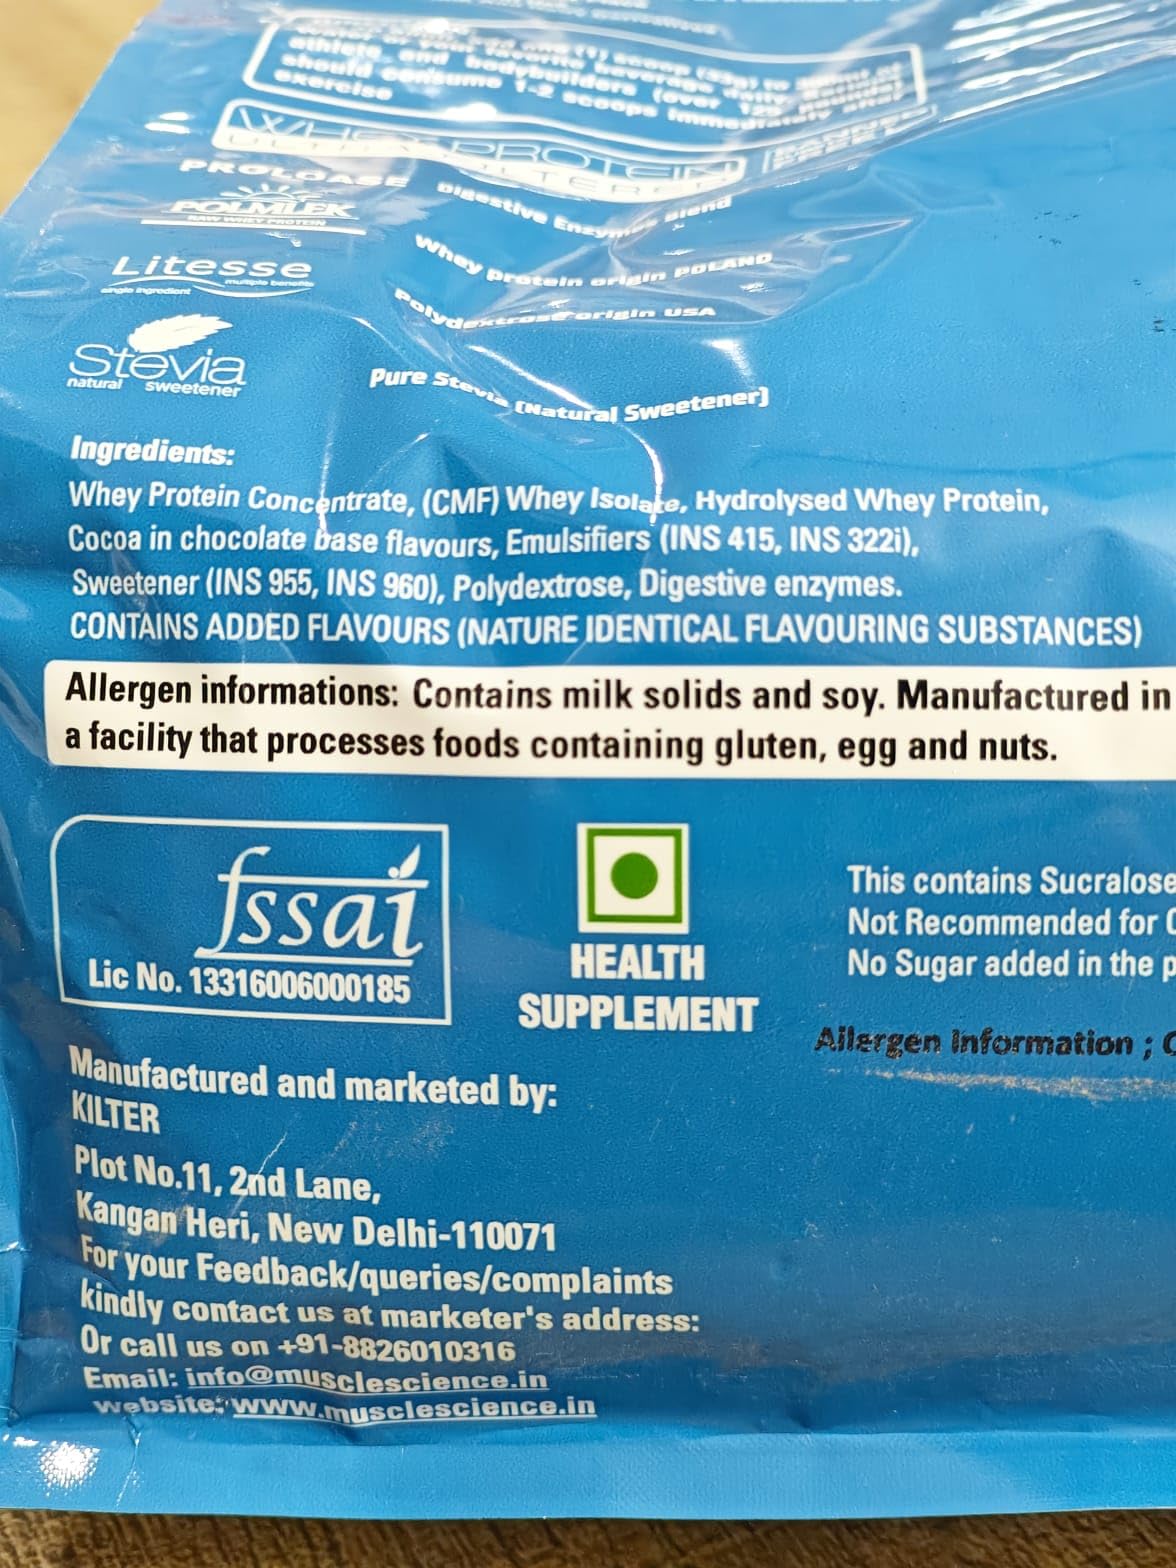 should consume 1-2 scoops immediately after
exercise
WHEY PROTEIN
PROLONASE Digestive Enzyme Blend
POLMLEK Whey protein origin POLAND
Litesse
Polydextrose origin USA
Stevia
natural sweetener
Pure Stevia (Natural Sweetener)
Ingredients:
Whey Protein Concentrate, (CMF) Whey Isolate, Hydrolysed Whey Protein,
Cocoa in chocolate base flavours, Emulsifiers (INS 415, INS 322i),
Sweetener (INS 955, INS 960), Polydextrose, Digestive enzymes.
CONTAINS ADDED FLAVOURS (NATURE IDENTICAL FLAVOURING SUBSTANCES)
Allergen informations: Contains milk solids and soy. Manufactured in
a facility that processes foods containing gluten, egg and nuts.
fssai
Lic No. 13316006000185
HEALTH
SUPPLEMENT
This contains Sucralose
Not Recommended for C
No Sugar added in the p
Allergen Information ; C
Manufactured and marketed by:
KILTER
Plot No.11, 2nd Lane,
Kangan Heri, New Delhi-110071
For your Feedback/queries/complaints
kindly contact us at marketer's address:
Or call us on +91-8826010316
Email: info@musclescience.in
website: www.musclescience.in